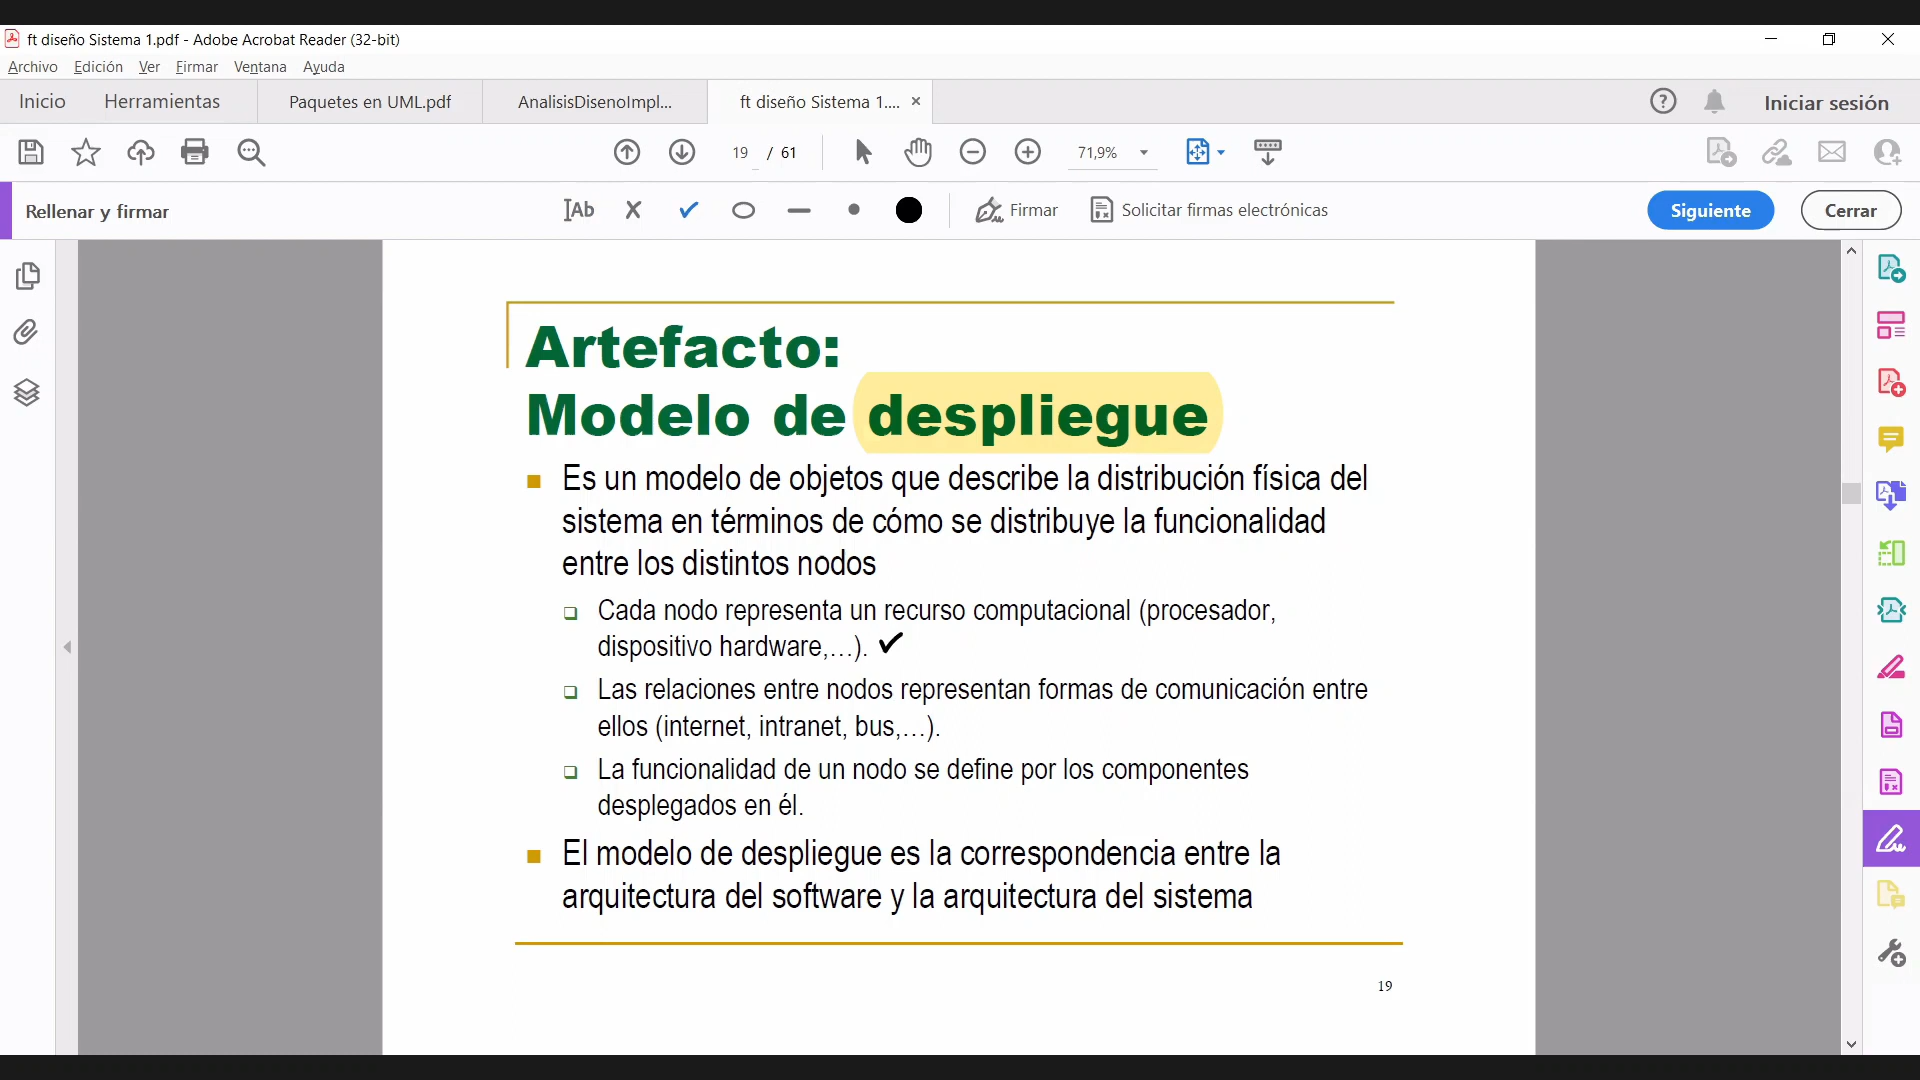 ft diseño Sistema 1.pdf - Adobe Acrobat Reader (32-bit)
Archivo Edición Ver Firmar Ventana Ayuda
Inicio Herramientas Paquetes en UML.pdf AnalisisDisenoImpl... ft diseño Sistema 1.... Iniciar sesión
19 / 61 71,9%
Rellenar y firmar Ab Firmar Solicitar firmas electrónicas Siguiente Cerrar
Artefacto:
Modelo de despliegue
Es un modelo de objetos que describe la distribución física del
sistema en términos de cómo se distribuye la funcionalidad
entre los distintos nodos
Cada nodo representa un recurso computacional (procesador,
dispositivo hardware,…). ✓
Las relaciones entre nodos representan formas de comunicación entre
ellos (internet, intranet, bus,…).
La funcionalidad de un nodo se define por los componentes
desplegados en él.
El modelo de despliegue es la correspondencia entre la
arquitectura del software y la arquitectura del sistema
19